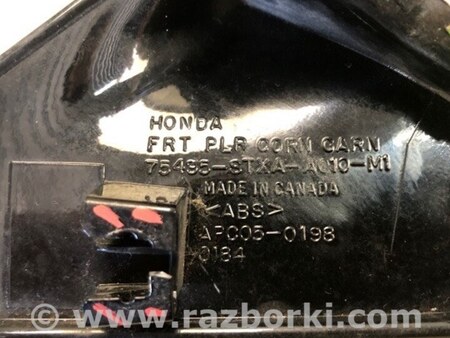 HONDA
FRT PLR CORN GARN
75495-STXA-A010-M1
MADE IN CANADA
<ABS>
APC05-0198
0184
www.razborki.com